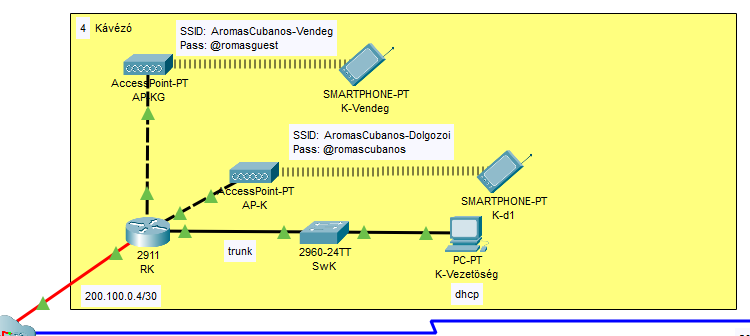 4 Kávézó
SSID: AromasCubanos-Vendeg
Pass: @romasguest
AccessPoint-PT
AP-KG
SMARTPHONE-PT
K-Vendeg
SSID: AromasCubanos-Dolgozoi
Pass: @romascubanos
AccessPoint-PT
AP-K
SMARTPHONE-PT
K-d1
2911
RK
trunk
2960-24TT
SwK
PC-PT
K-Vezetöség
dhcp
200.100.0.4/30